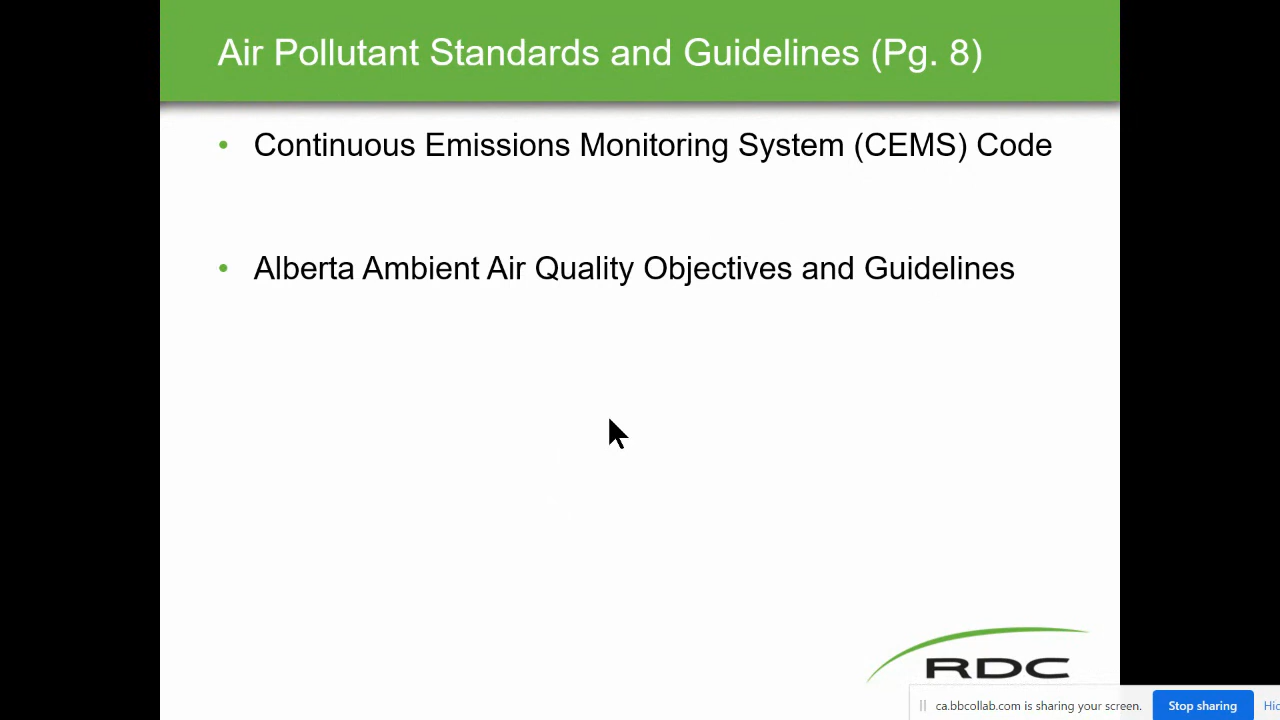 Air Pollutant Standards and Guidelines (Pg. 8)
• Continuous Emissions Monitoring System (CEMS) Code
• Alberta Ambient Air Quality Objectives and Guidelines
RDC
ca.bbcollab.com is sharing your screen.
Stop sharing